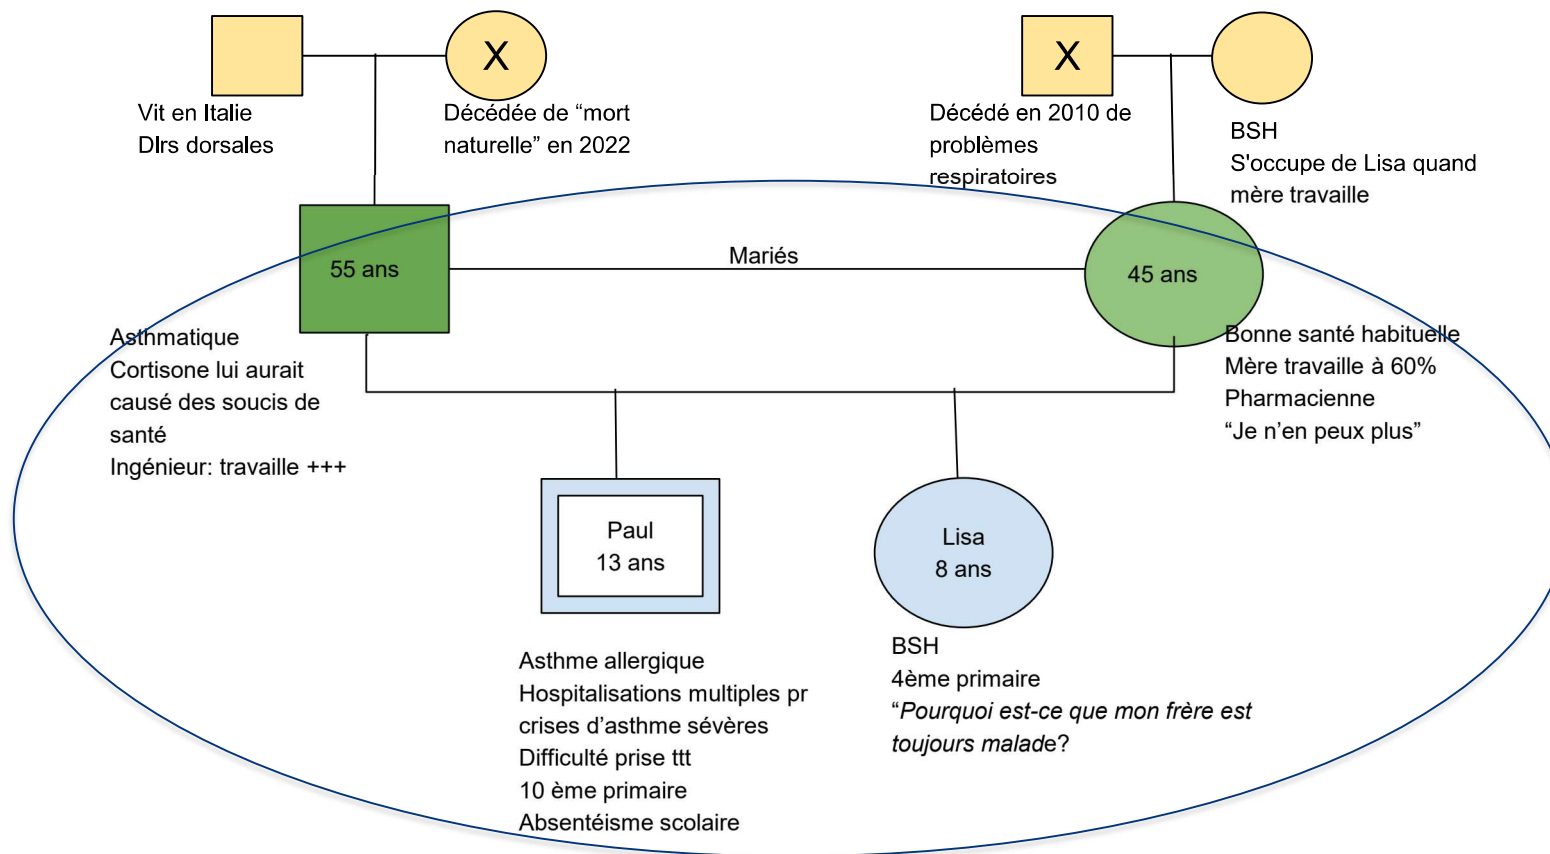 X
X
Vit en Italie
Dlrs dorsales
Décédée de “mort
naturelle” en 2022
Décédé en 2010 de
problèmes
respiratoires
BSH
S'occupe de Lisa quand
mère travaille
55 ans
Mariés
45 ans
Asthmatique
Cortisone lui aurait
causé des soucis de
santé
Ingénieur: travaille +++
Bonne santé habituelle
Mère travaille à 60%
Pharmacienne
“Je n’en peux plus”
Paul
13 ans
Lisa
8 ans
Asthme allergique
Hospitalisations multiples pr
crises d’asthme sévères
Difficulté prise ttt
10 ème primaire
Absentéisme scolaire
BSH
4ème primaire
“Pourquoi est-ce que mon frère est
toujours malade?